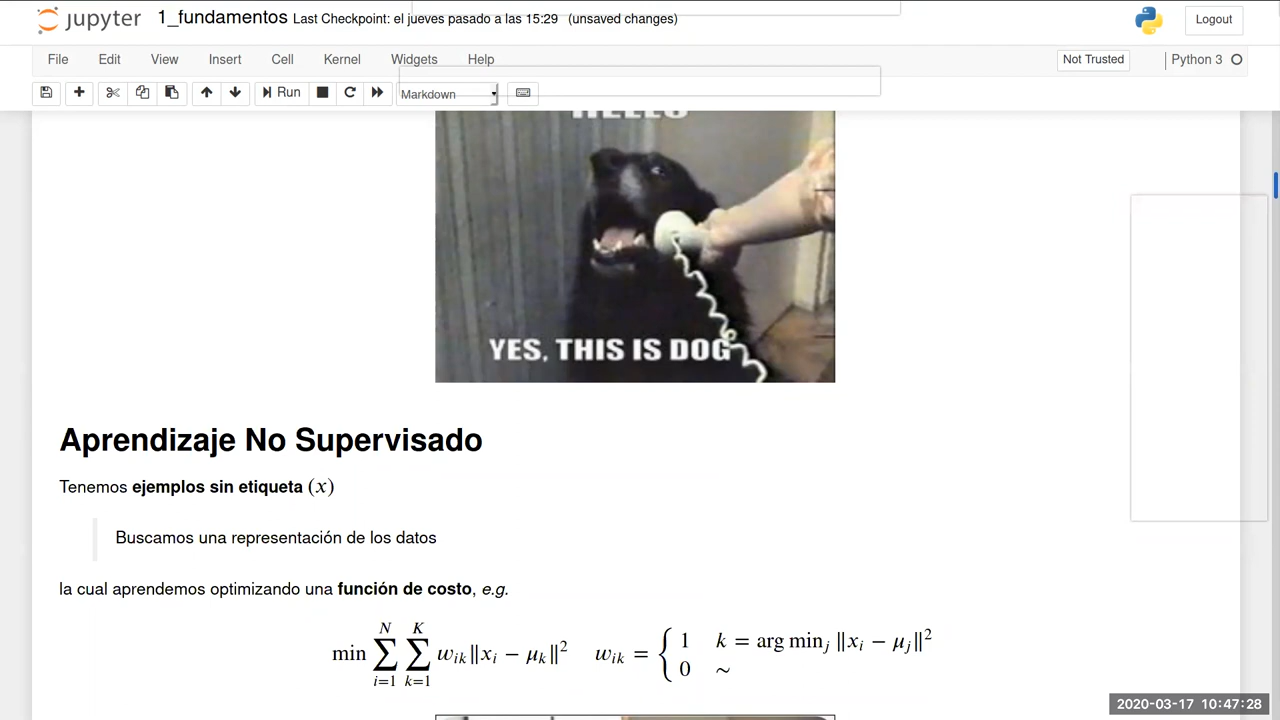 jupyter 1_fundamentos Last Checkpoint: el jueves pasado a las 15:29 (unsaved changes) Logout
File Edit View Insert Cell Kernel Widgets Help Not Trusted Python 3
Run Markdown
HELLO
YES, THIS IS DOG
Aprendizaje No Supervisado
Tenemos ejemplos sin etiqueta (x)
Buscamos una representación de los datos
la cual aprendemos optimizando una función de costo, e.g.
min ∑_{i=1}^{N} ∑_{k=1}^{K} w_{ik} ‖x_i − μ_k‖² w_{ik} = { 1 k = arg min_j ‖x_i − μ_j‖²
0 ~
2020-03-17 10:47:28